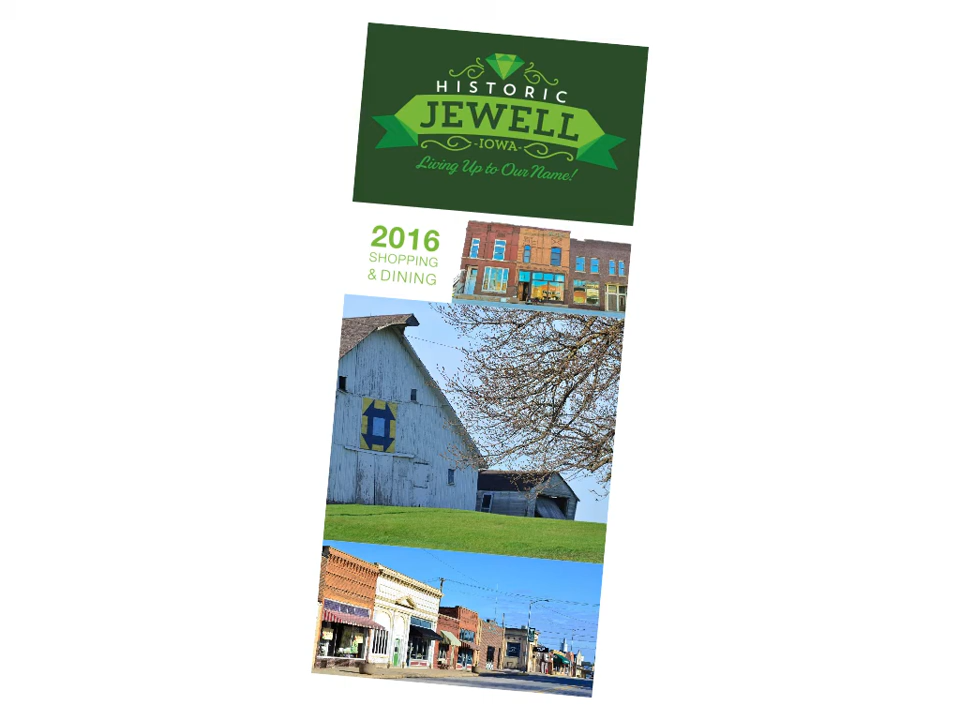 HISTORIC
JEWELL
-IOWA-
Living Up to Our Name!
2016
SHOPPING
& DINING